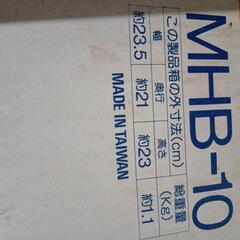 MHB-10
この製品箱の外寸法(cm) 総重量(Kg)
幅 奥行 高さ
約23.5 約21 約23 約1.1
MADE IN TAIWAN